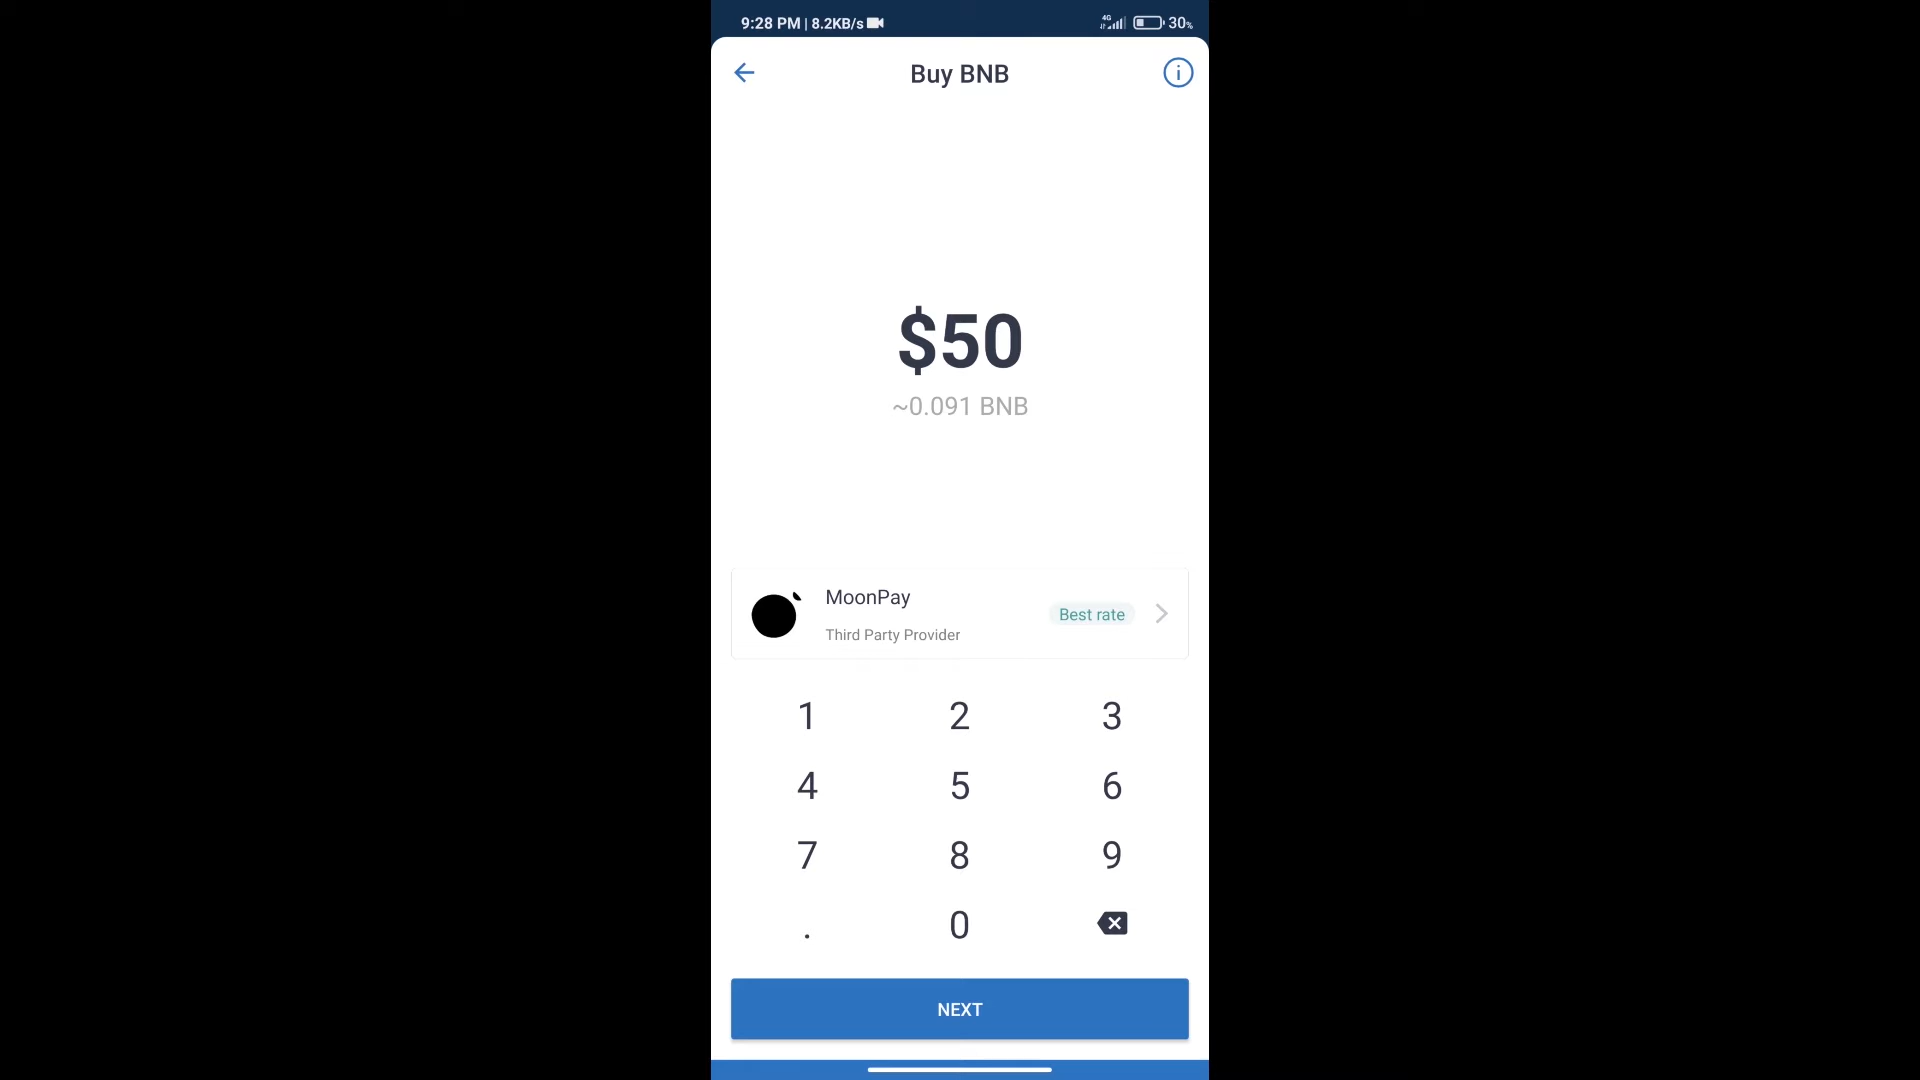 9:28 PM | 8.2KB/s
4G
30%
Buy BNB
$50
~0.091 BNB
MoonPay
Third Party Provider
Best rate
1 2 3
4 5 6
7 8 9
. 0
NEXT